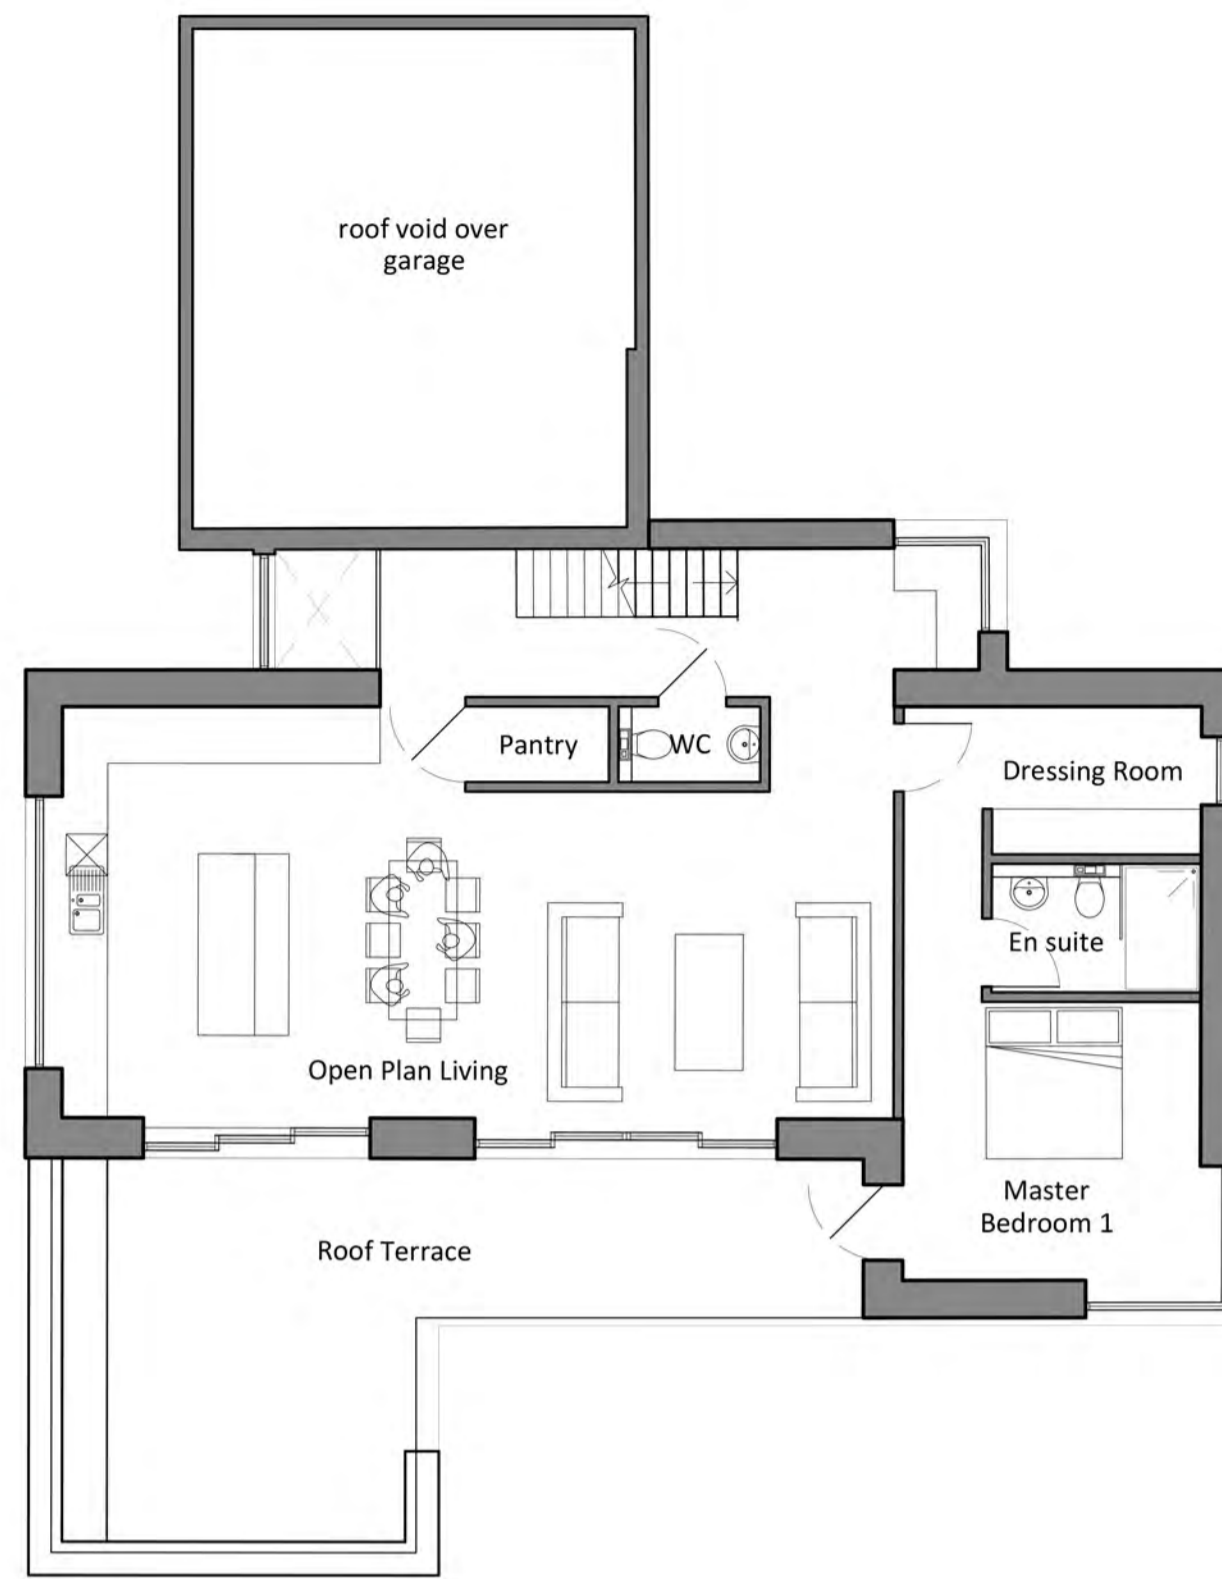 roof void over
garage
Pantry
WC
Dressing Room
En suite
Open Plan Living
Master
Bedroom 1
Roof Terrace